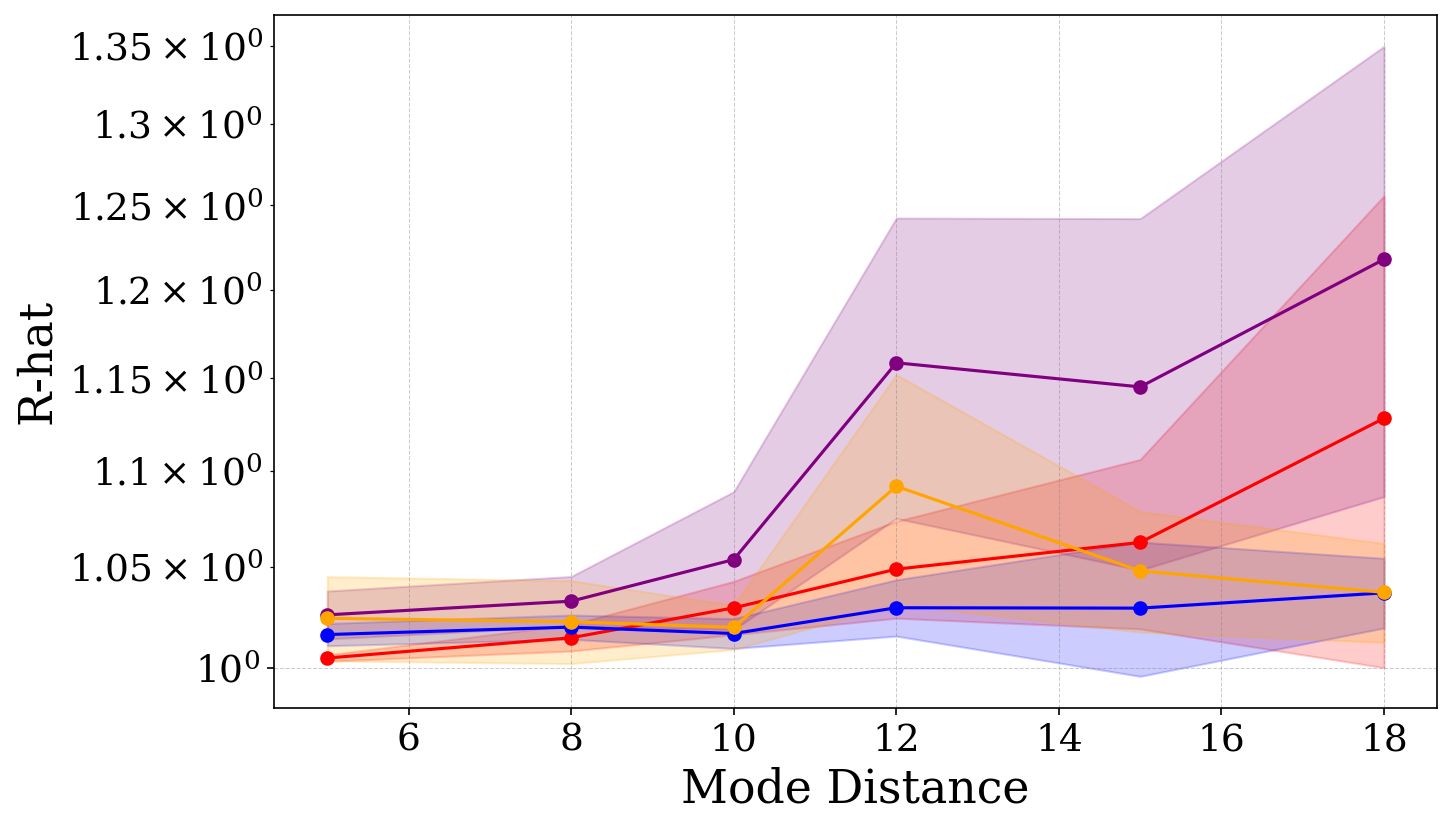 1.35 × 10⁰
1.3 × 10⁰
1.25 × 10⁰
1.2 × 10⁰
1.15 × 10⁰
1.1 × 10⁰
1.05 × 10⁰
10⁰
R-hat
6 8 10 12 14 16 18
Mode Distance